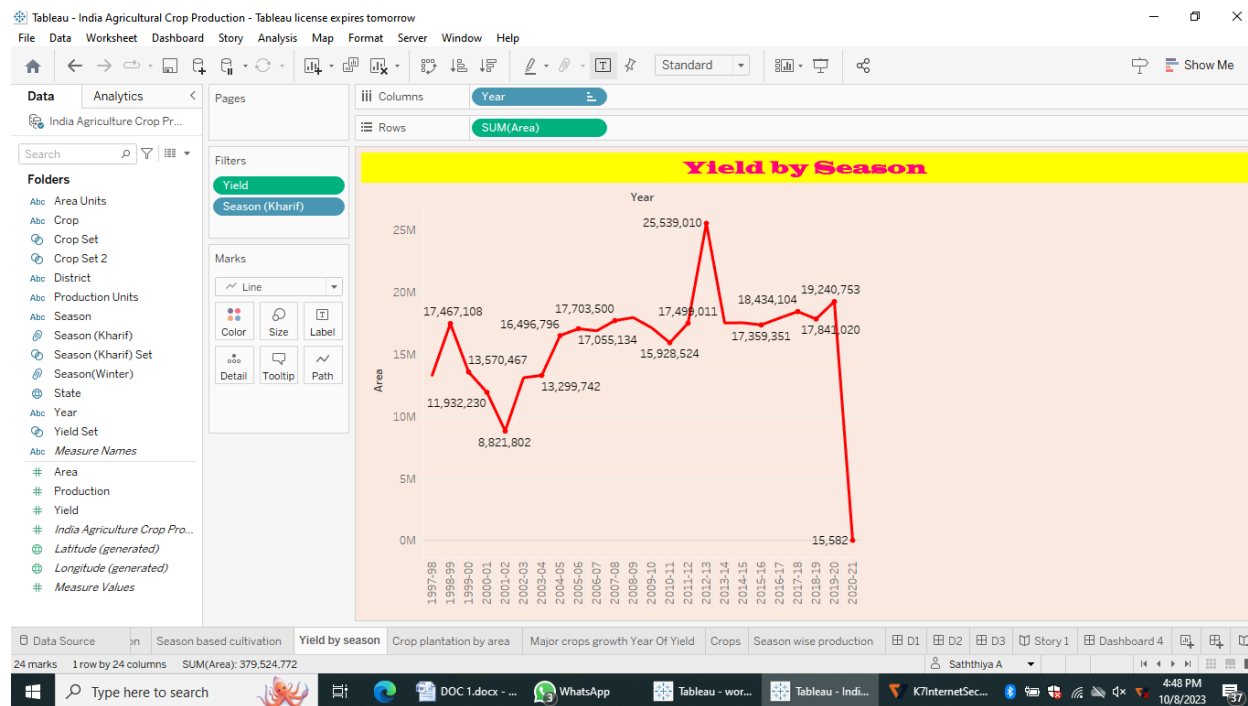 Tableau - India Agricultural Crop Production - Tableau license expires tomorrow
File Data Worksheet Dashboard Story Analysis Map Format Server Window Help
Standard
Show Me
Data Analytics
India Agriculture Crop Pr...
Search
Folders
Abc Area Units
Abc Crop
Crop Set
Crop Set 2
Abc District
Abc Production Units
Abc Season
Season (Kharif)
Season (Kharif) Set
Season(Winter)
State
Abc Year
Yield Set
Abc Measure Names
# Area
# Production
# Yield
# India Agriculture Crop Pro...
Latitude (generated)
Longitude (generated)
# Measure Values
Pages
Filters
Yield
Season (Kharif)
Marks
Line
Color Size Label
Detail Tooltip Path
Columns Year
Rows SUM(Area)
Yield by Season
Year
Area
25M
20M
15M
10M
5M
0M
17,467,108
13,570,467
11,932,230
8,821,802
13,299,742
16,496,796
17,055,134
17,703,500
15,928,524
17,499,011
25,539,010
17,359,351
18,434,104
17,841,020
19,240,753
15,582
1997-98
1998-99
1999-00
2000-01
2001-02
2002-03
2003-04
2004-05
2005-06
2006-07
2007-08
2008-09
2009-10
2010-11
2011-12
2012-13
2013-14
2014-15
2015-16
2016-17
2017-18
2018-19
2019-20
2020-21
Data Source on Season based cultivation Yield by season Crop plantation by area Major crops growth Year Of Yield Crops Season wise production D1 D2 D3 Story 1 Dashboard 4
24 marks 1 row by 24 columns SUM(Area): 379,524,772 Saththiya A
Type here to search DOC 1.docx - ... 3 WhatsApp Tableau - wor... Tableau - Indi... K7InternetSec... 4:48 PM
10/8/2023 37